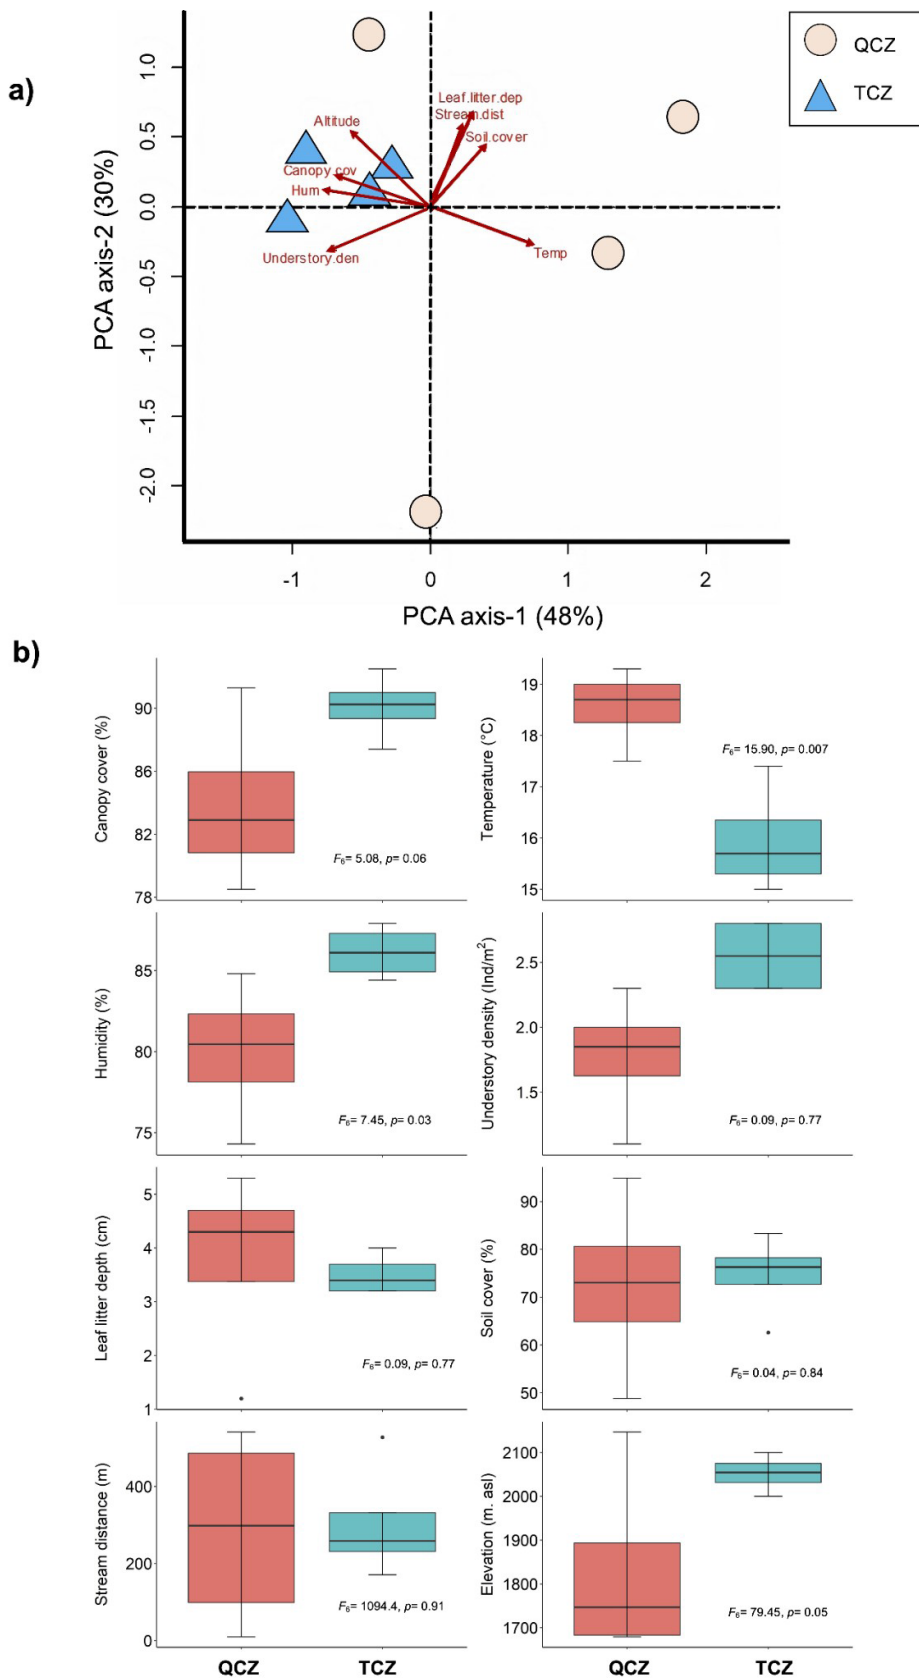 a)
QCZ
TCZ
PCA axis-2 (30%)
1.0
0.5
0.0
-0.5
-1.0
-1.5
-2.0
Leaf.litter.dep
Stream.dist
Soil.cover
Altitude
Canopy.cov
Hum
Understory.den
Temp
-1
0
1
2
PCA axis-1 (48%)
b)
Canopy cover (%)
90
86
82
78
F6= 5.08, p= 0.06
Temperature (°C)
19
18
17
16
15
F6= 15.90, p= 0.007
Humidity (%)
85
80
75
F6= 7.45, p= 0.03
Understory density (Ind/m²)
2.5
2.0
1.5
F6= 0.09, p= 0.77
Leaf litter depth (cm)
5
4
3
2
1
F6= 0.09, p= 0.77
Soil cover (%)
90
80
70
60
50
F6= 0.04, p= 0.84
Stream distance (m)
400
200
0
F6= 1094.4, p= 0.91
QCZ
TCZ
Elevation (m. asl)
2100
2000
1900
1800
1700
F6= 79.45, p= 0.05
QCZ
TCZ